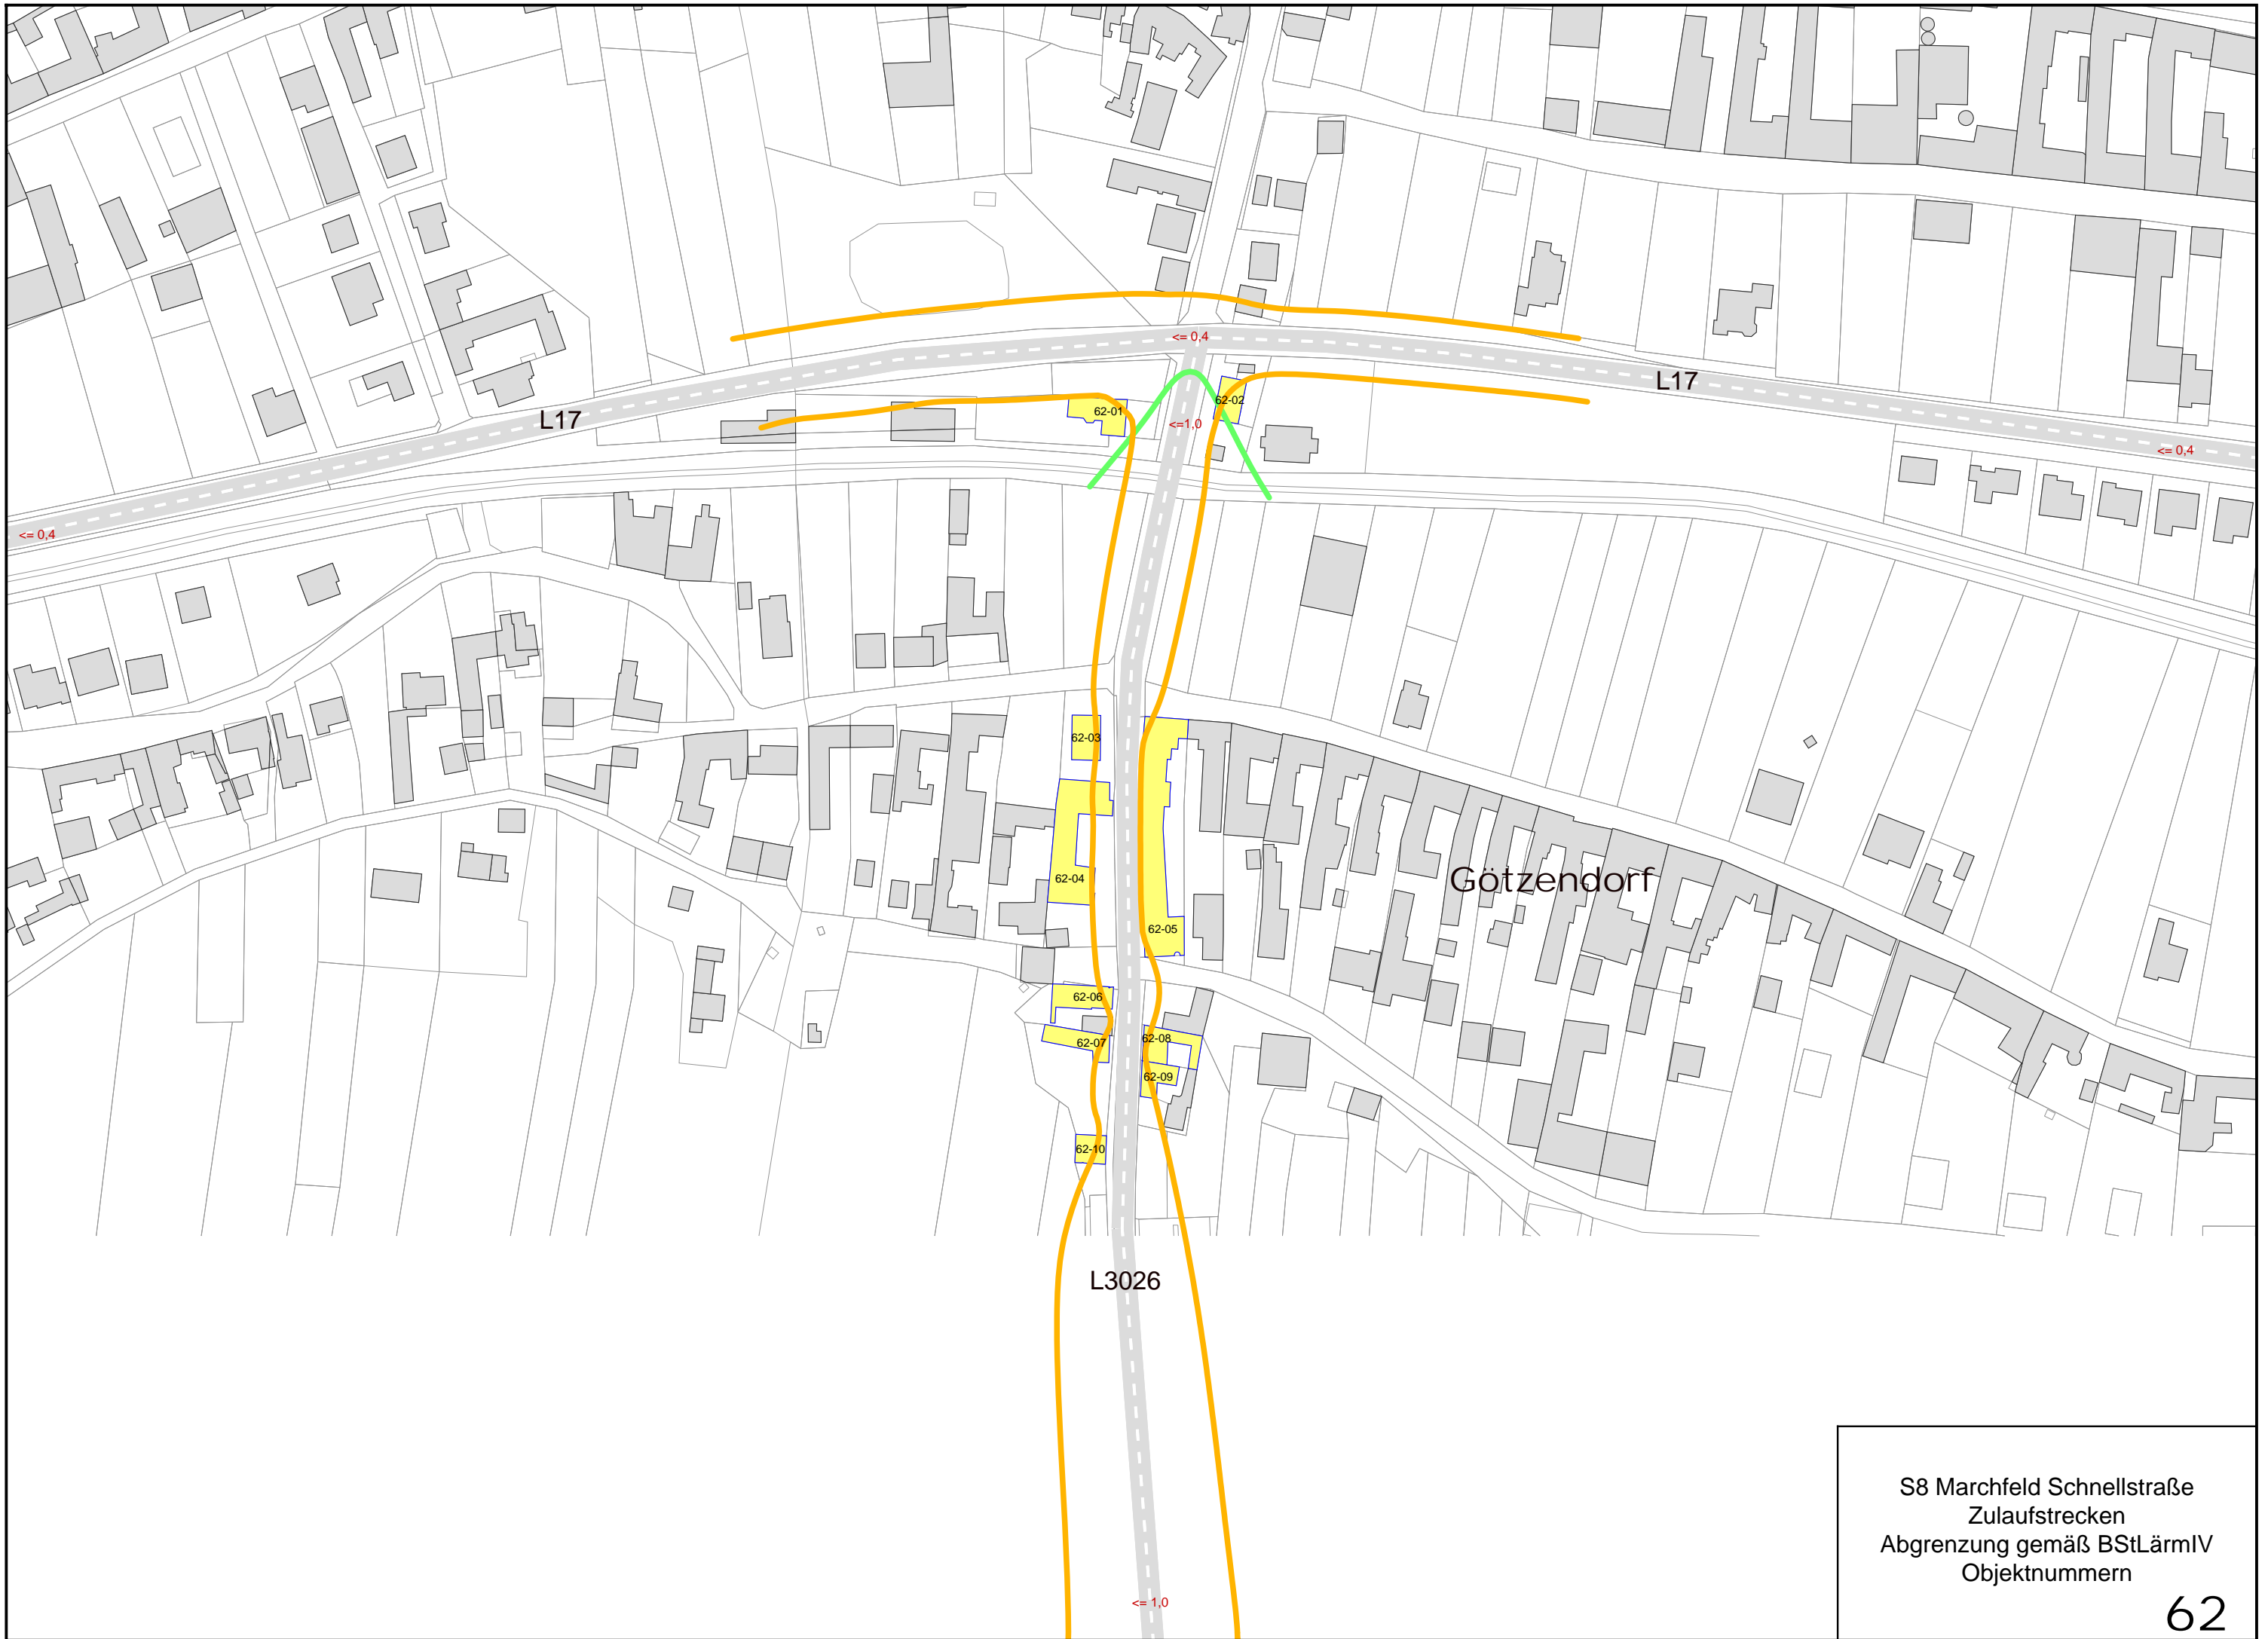 <= 0,4
L17
L17
62-01
62-02
<=1,0
<= 0,4
<= 0,4
62-03
62-04
Götzendorf
62-05
62-06
62-07
62-08
62-09
62-10
L3026
<= 1,0
S8 Marchfeld Schnellstraße
Zulaufstrecken
Abgrenzung gemäß BStLärmIV
Objektnummern
62